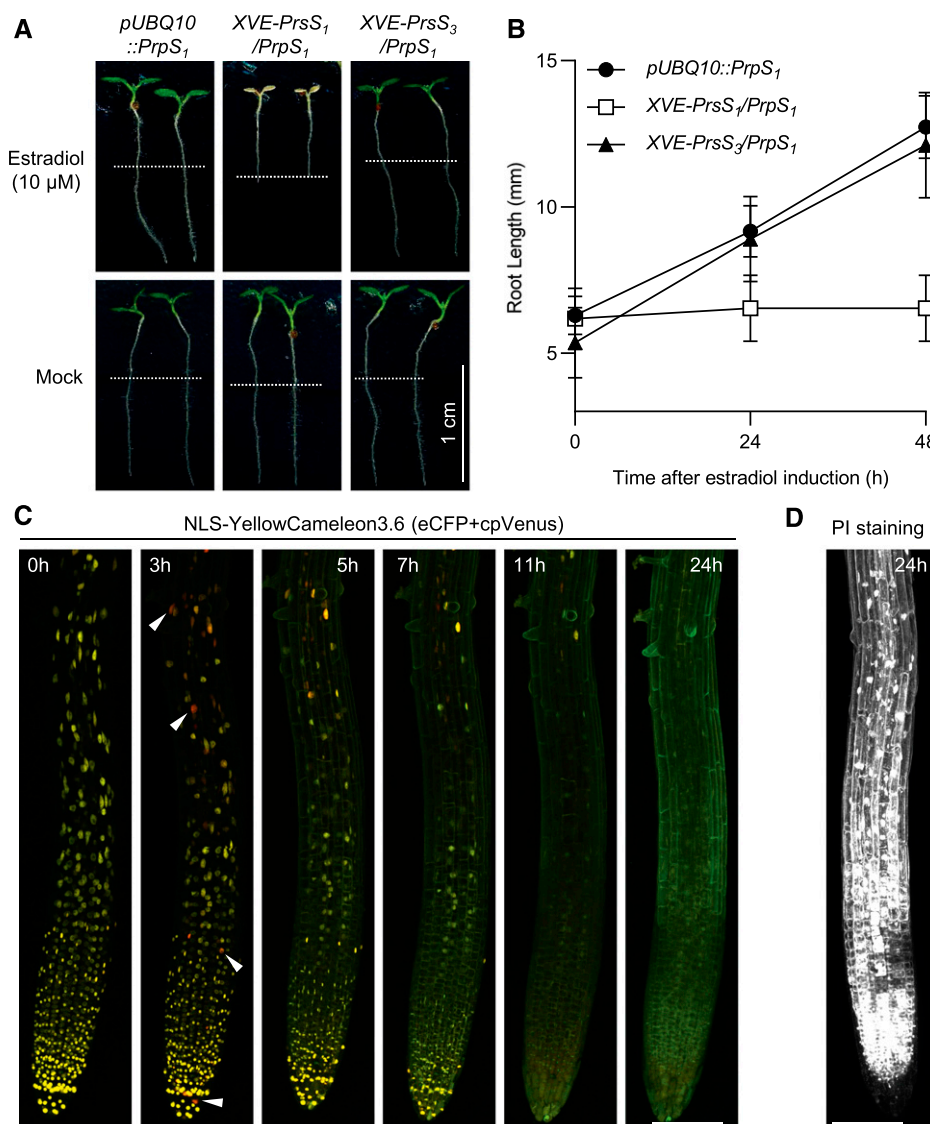 A
pUBQ10
::PrpS1
XVE-PrsS1
/PrpS1
XVE-PrsS3
/PrpS1
Estradiol
(10 µM)
Mock
1 cm
B
15
10
5
Root Length (mm)
pUBQ10::PrpS1
XVE-PrsS1/PrpS1
XVE-PrsS3/PrpS1
0
24
48
Time after estradiol induction (h)
C
NLS-YellowCameleon3.6 (eCFP+cpVenus)
0h
3h
5h
7h
11h
24h
D
PI staining
24h